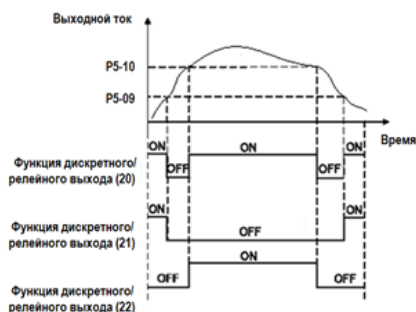 Выходной ток
P5-10
P5-09
Время
ON
ON
ON
Функция дискретного/
релейного выхода (20)
OFF
OFF
ON
ON
Функция дискретного/
релейного выхода (21)
OFF
ON
Функция дискретного/
релейного выхода (22)
OFF
OFF